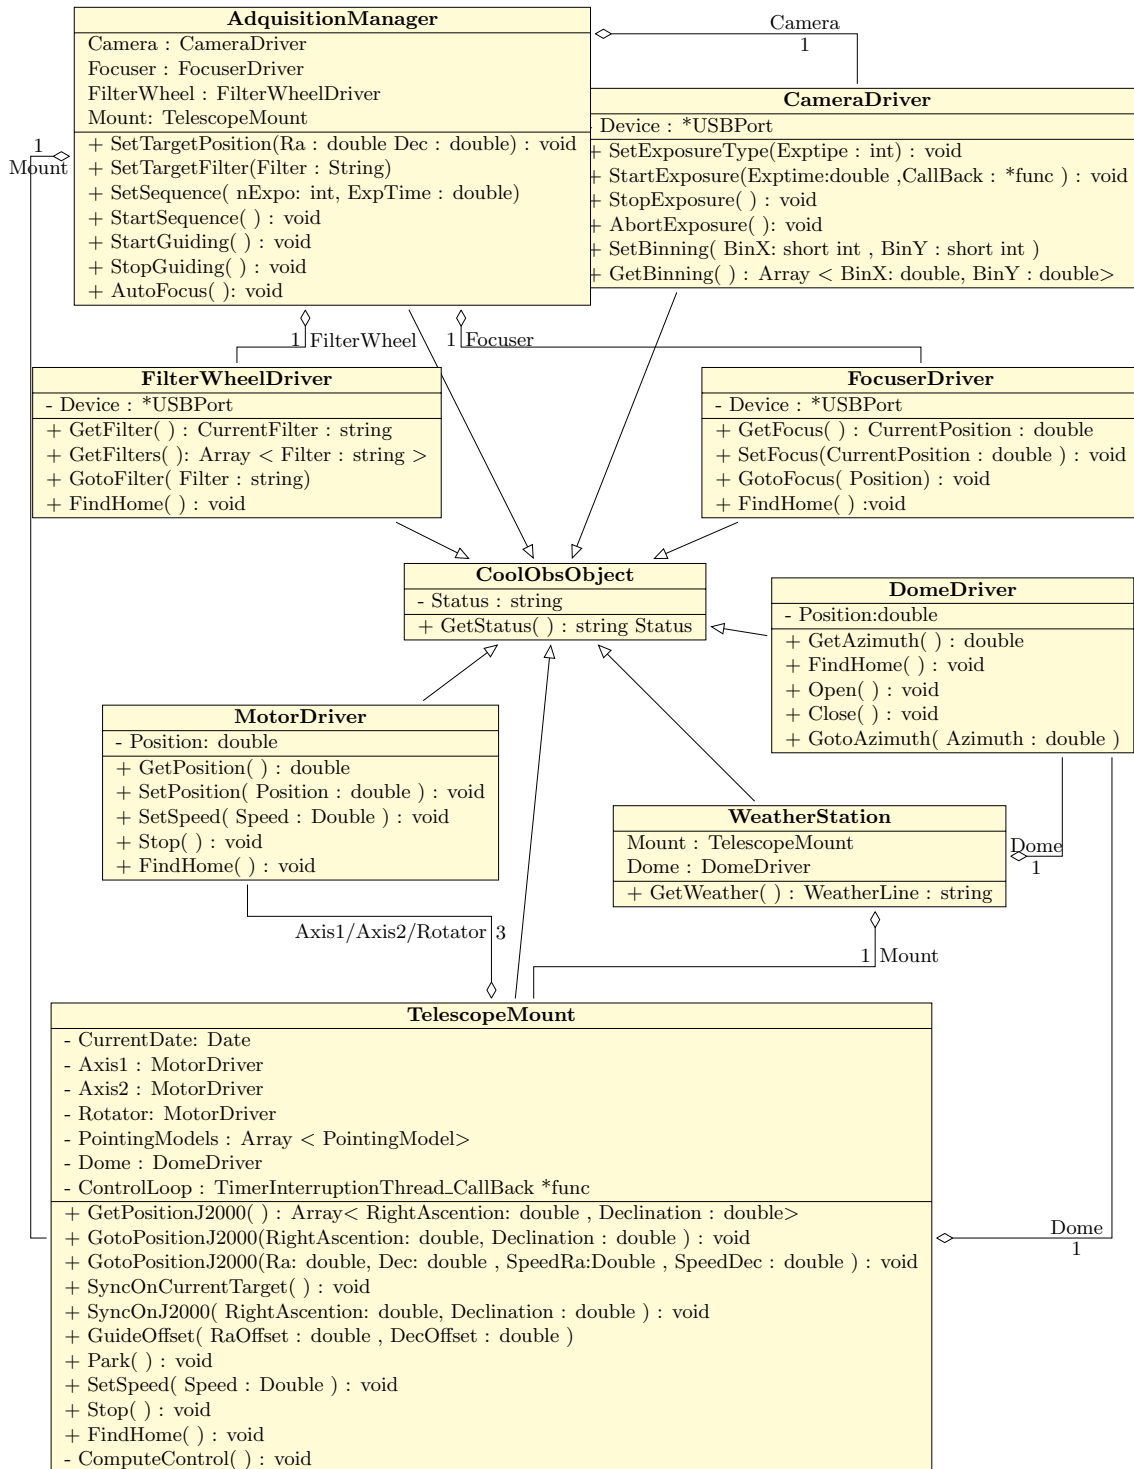 AdquisitionManager
Camera : CameraDriver
Focuser : FocuserDriver
FilterWheel : FilterWheelDriver
Mount: TelescopeMount
+ SetTargetPosition(Ra : double Dec : double) : void
+ SetTargetFilter(Filter : String)
+ SetSequence( nExpo: int, ExpTime : double)
+ StartSequence( ) : void
+ StartGuiding( ) : void
+ StopGuiding( ) : void
+ AutoFocus( ): void
Camera
1
CameraDriver
Device : *USBPort
+ SetExposureType(Exptipe : int) : void
+ StartExposure(Exptime:double ,CallBack : *func ) : void
+ StopExposure( ) : void
+ AbortExposure( ): void
+ SetBinning( BinX: short int , BinY : short int )
+ GetBinning( ) : Array < BinX: double, BinY : double>
1
Mount
1 FilterWheel
1 Focuser
FilterWheelDriver
- Device : *USBPort
+ GetFilter( ) : CurrentFilter : string
+ GetFilters( ): Array < Filter : string >
+ GotoFilter( Filter : string)
+ FindHome( ) : void
FocuserDriver
- Device : *USBPort
+ GetFocus( ) : CurrentPosition : double
+ SetFocus(CurrentPosition : double ) : void
+ GotoFocus( Position) : void
+ FindHome( ) :void
CoolObsObject
- Status : string
+ GetStatus( ) : string Status
DomeDriver
- Position:double
+ GetAzimuth( ) : double
+ FindHome( ) : void
+ Open( ) : void
+ Close( ) : void
+ GotoAzimuth( Azimuth : double )
MotorDriver
- Position: double
+ GetPosition( ) : double
+ SetPosition( Position : double ) : void
+ SetSpeed( Speed : Double ) : void
+ Stop( ) : void
+ FindHome( ) : void
WeatherStation
Mount : TelescopeMount
Dome : DomeDriver
+ GetWeather( ) : WeatherLine : string
Dome
1
Axis1/Axis2/Rotator 3
1 Mount
TelescopeMount
- CurrentDate: Date
- Axis1 : MotorDriver
- Axis2 : MotorDriver
- Rotator: MotorDriver
- PointingModels : Array < PointingModel>
- Dome : DomeDriver
- ControlLoop : TimerInterruptionThread_CallBack *func
+ GetPositionJ2000( ) : Array< RightAscention: double , Declination : double>
+ GotoPositionJ2000(RightAscention: double, Declination : double ) : void
+ GotoPositionJ2000(Ra: double, Dec: double , SpeedRa:Double , SpeedDec : double ) : void
+ SyncOnCurrentTarget( ) : void
+ SyncOnJ2000( RightAscention: double, Declination : double ) : void
+ GuideOffset( RaOffset : double , DecOffset : double )
+ Park( ) : void
+ SetSpeed( Speed : Double ) : void
+ Stop( ) : void
+ FindHome( ) : void
- ComputeControl( ) : void
Dome
1